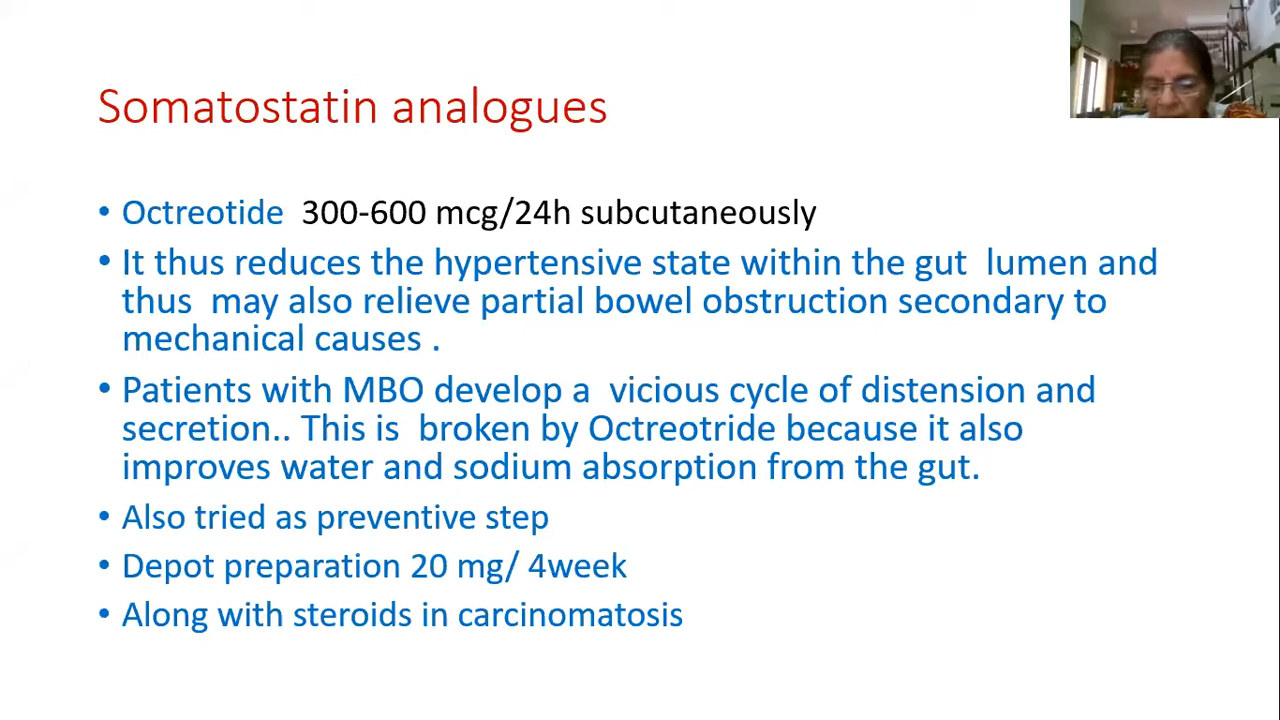 Somatostatin analogues
• Octreotide 300-600 mcg/24h subcutaneously
• It thus reduces the hypertensive state within the gut lumen and
thus may also relieve partial bowel obstruction secondary to
mechanical causes .
• Patients with MBO develop a vicious cycle of distension and
secretion.. This is broken by Octreotride because it also
improves water and sodium absorption from the gut.
• Also tried as preventive step
• Depot preparation 20 mg/ 4week
• Along with steroids in carcinomatosis